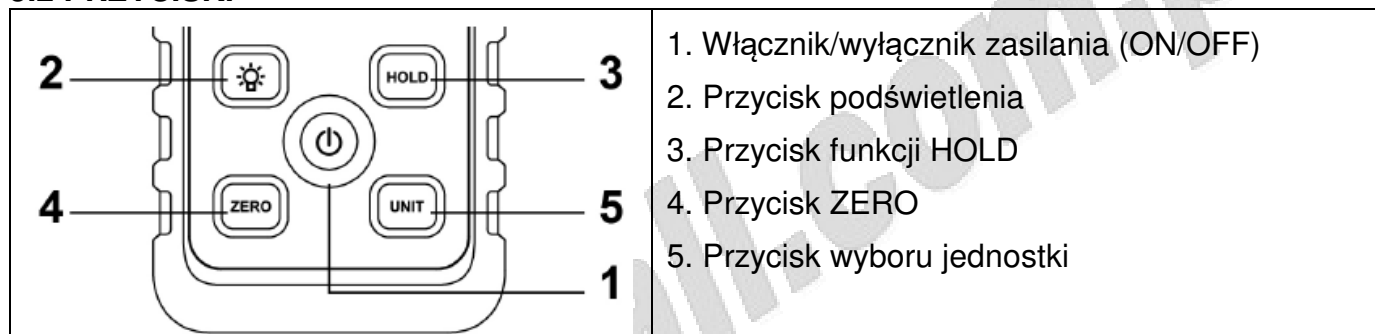 2
HOLD
3
4
ZERO
UNIT
5
1
1. Włącznik/wyłącznik zasilania (ON/OFF)
2. Przycisk podświetlenia
3. Przycisk funkcji HOLD
4. Przycisk ZERO
5. Przycisk wyboru jednostki